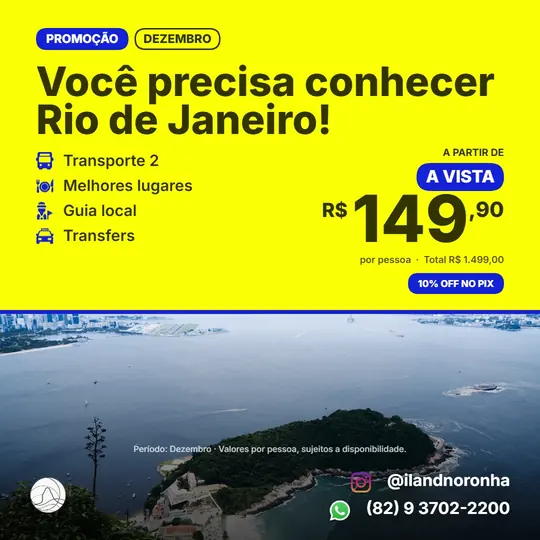 PROMOÇÃO DEZEMBRO
Você precisa conhecer
Rio de Janeiro!
Transporte 2
Melhores lugares
Guia local
Transfers
A PARTIR DE
A VISTA
R$ 149,90
por pessoa · Total R$ 1.499,00
10% OFF NO PIX
Período: Dezembro · Valores por pessoa, sujeitos a disponibilidade.
@ilandnoronha
(82) 9 3702-2200